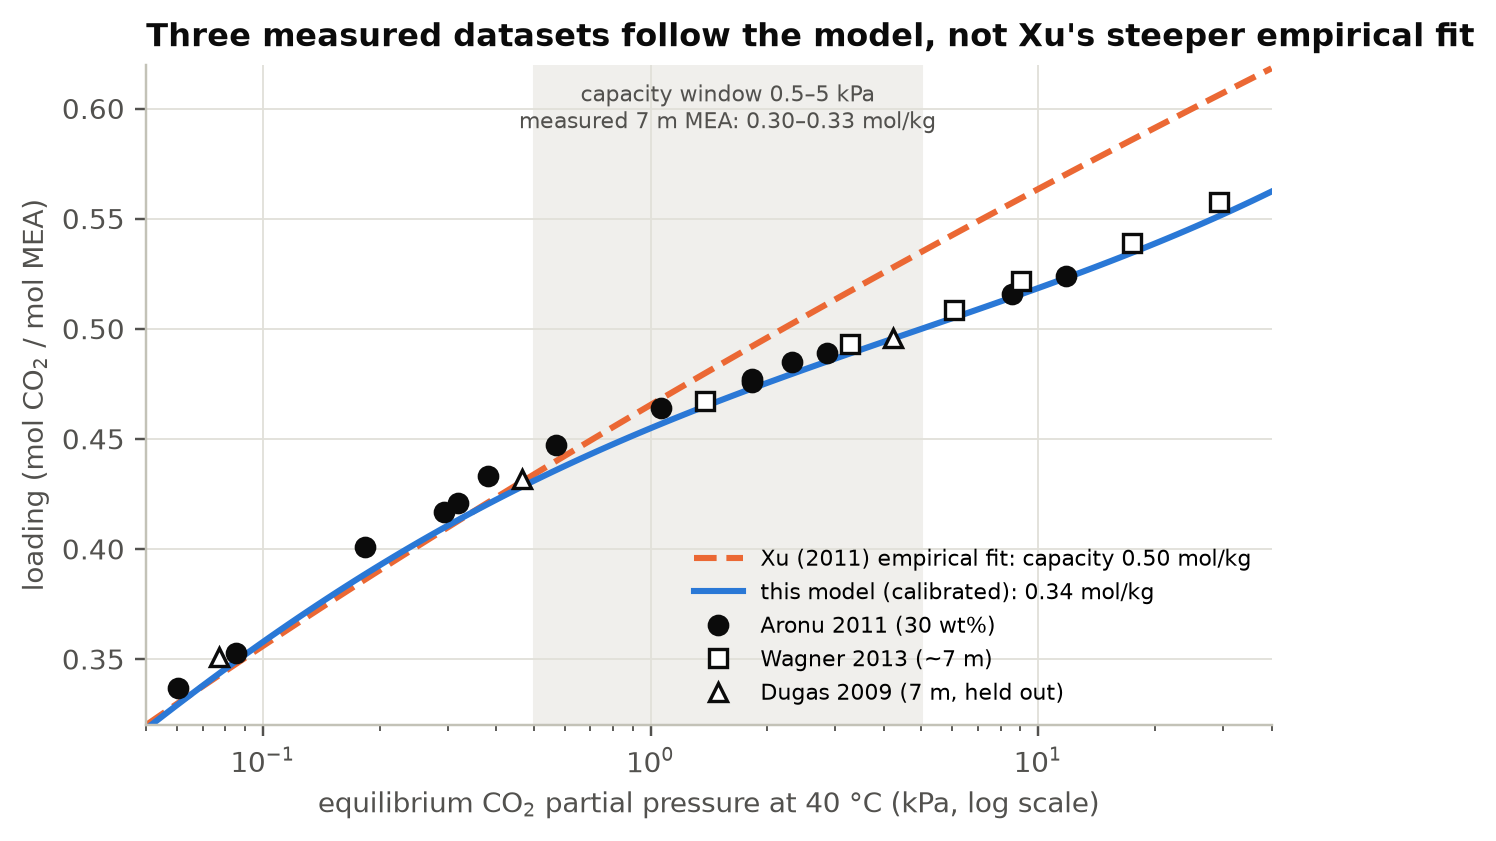 Three measured datasets follow the model, not Xu's steeper empirical fit
capacity window 0.5–5 kPa
measured 7 m MEA: 0.30–0.33 mol/kg
loading (mol CO₂ / mol MEA)
0.60
0.55
0.50
0.45
0.40
0.35
Xu (2011) empirical fit: capacity 0.50 mol/kg
this model (calibrated): 0.34 mol/kg
Aronu 2011 (30 wt%)
Wagner 2013 (~7 m)
Dugas 2009 (7 m, held out)
10⁻¹
10⁰
10¹
equilibrium CO₂ partial pressure at 40 °C (kPa, log scale)